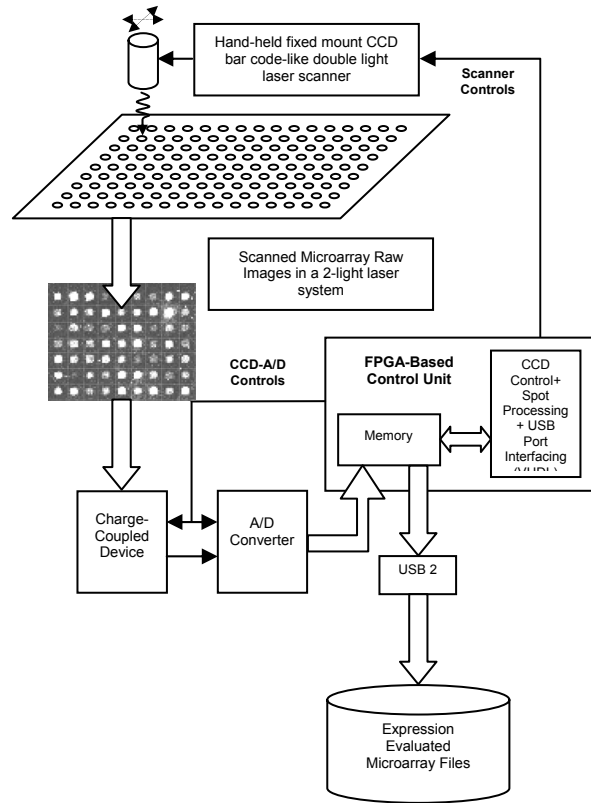 Hand-held fixed mount CCD
bar code-like double light
laser scanner
Scanner
Controls
Scanned Microarray Raw
Images in a 2-light laser
system
CCD-A/D
Controls
FPGA-Based
Control Unit
CCD
Control+
Spot
Processing
+ USB
Port
Interfacing
(VHDL)
Memory
Charge-
Coupled
Device
A/D
Converter
USB 2
Expression
Evaluated
Microarray Files